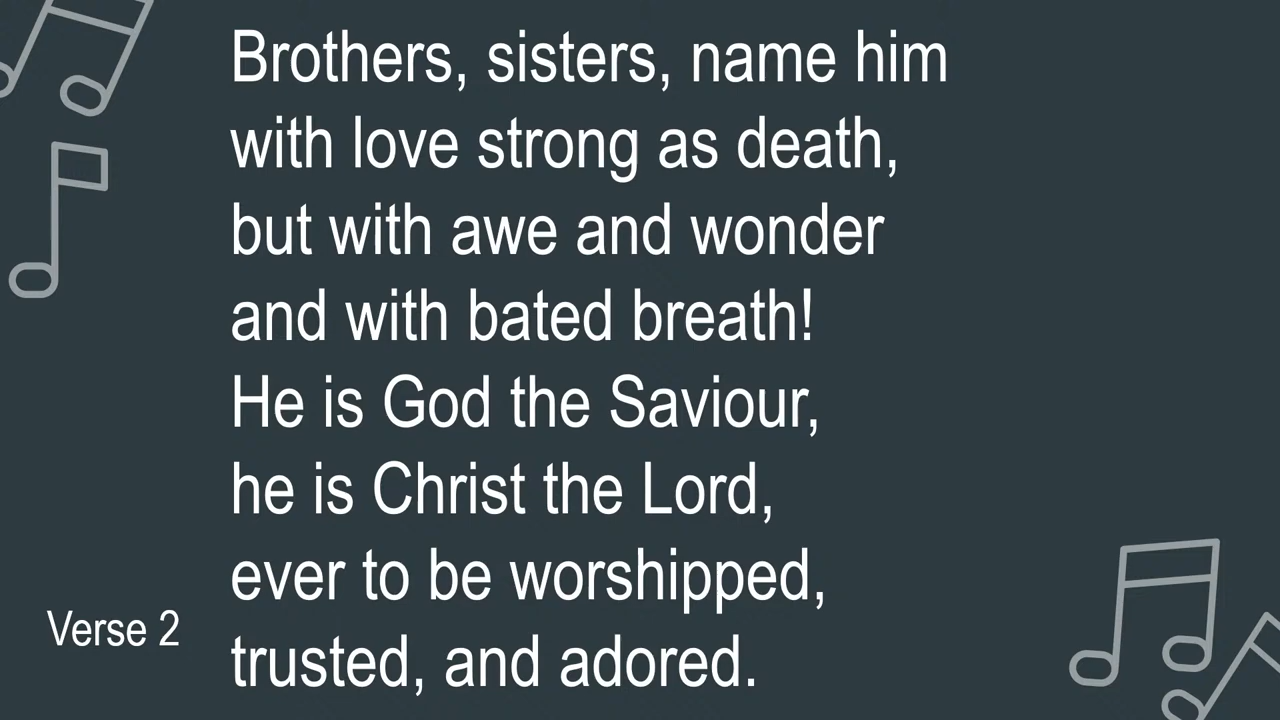 Brothers, sisters, name him
with love strong as death,
but with awe and wonder
and with bated breath!
He is God the Saviour,
he is Christ the Lord,
ever to be worshipped,
trusted, and adored.
Verse 2